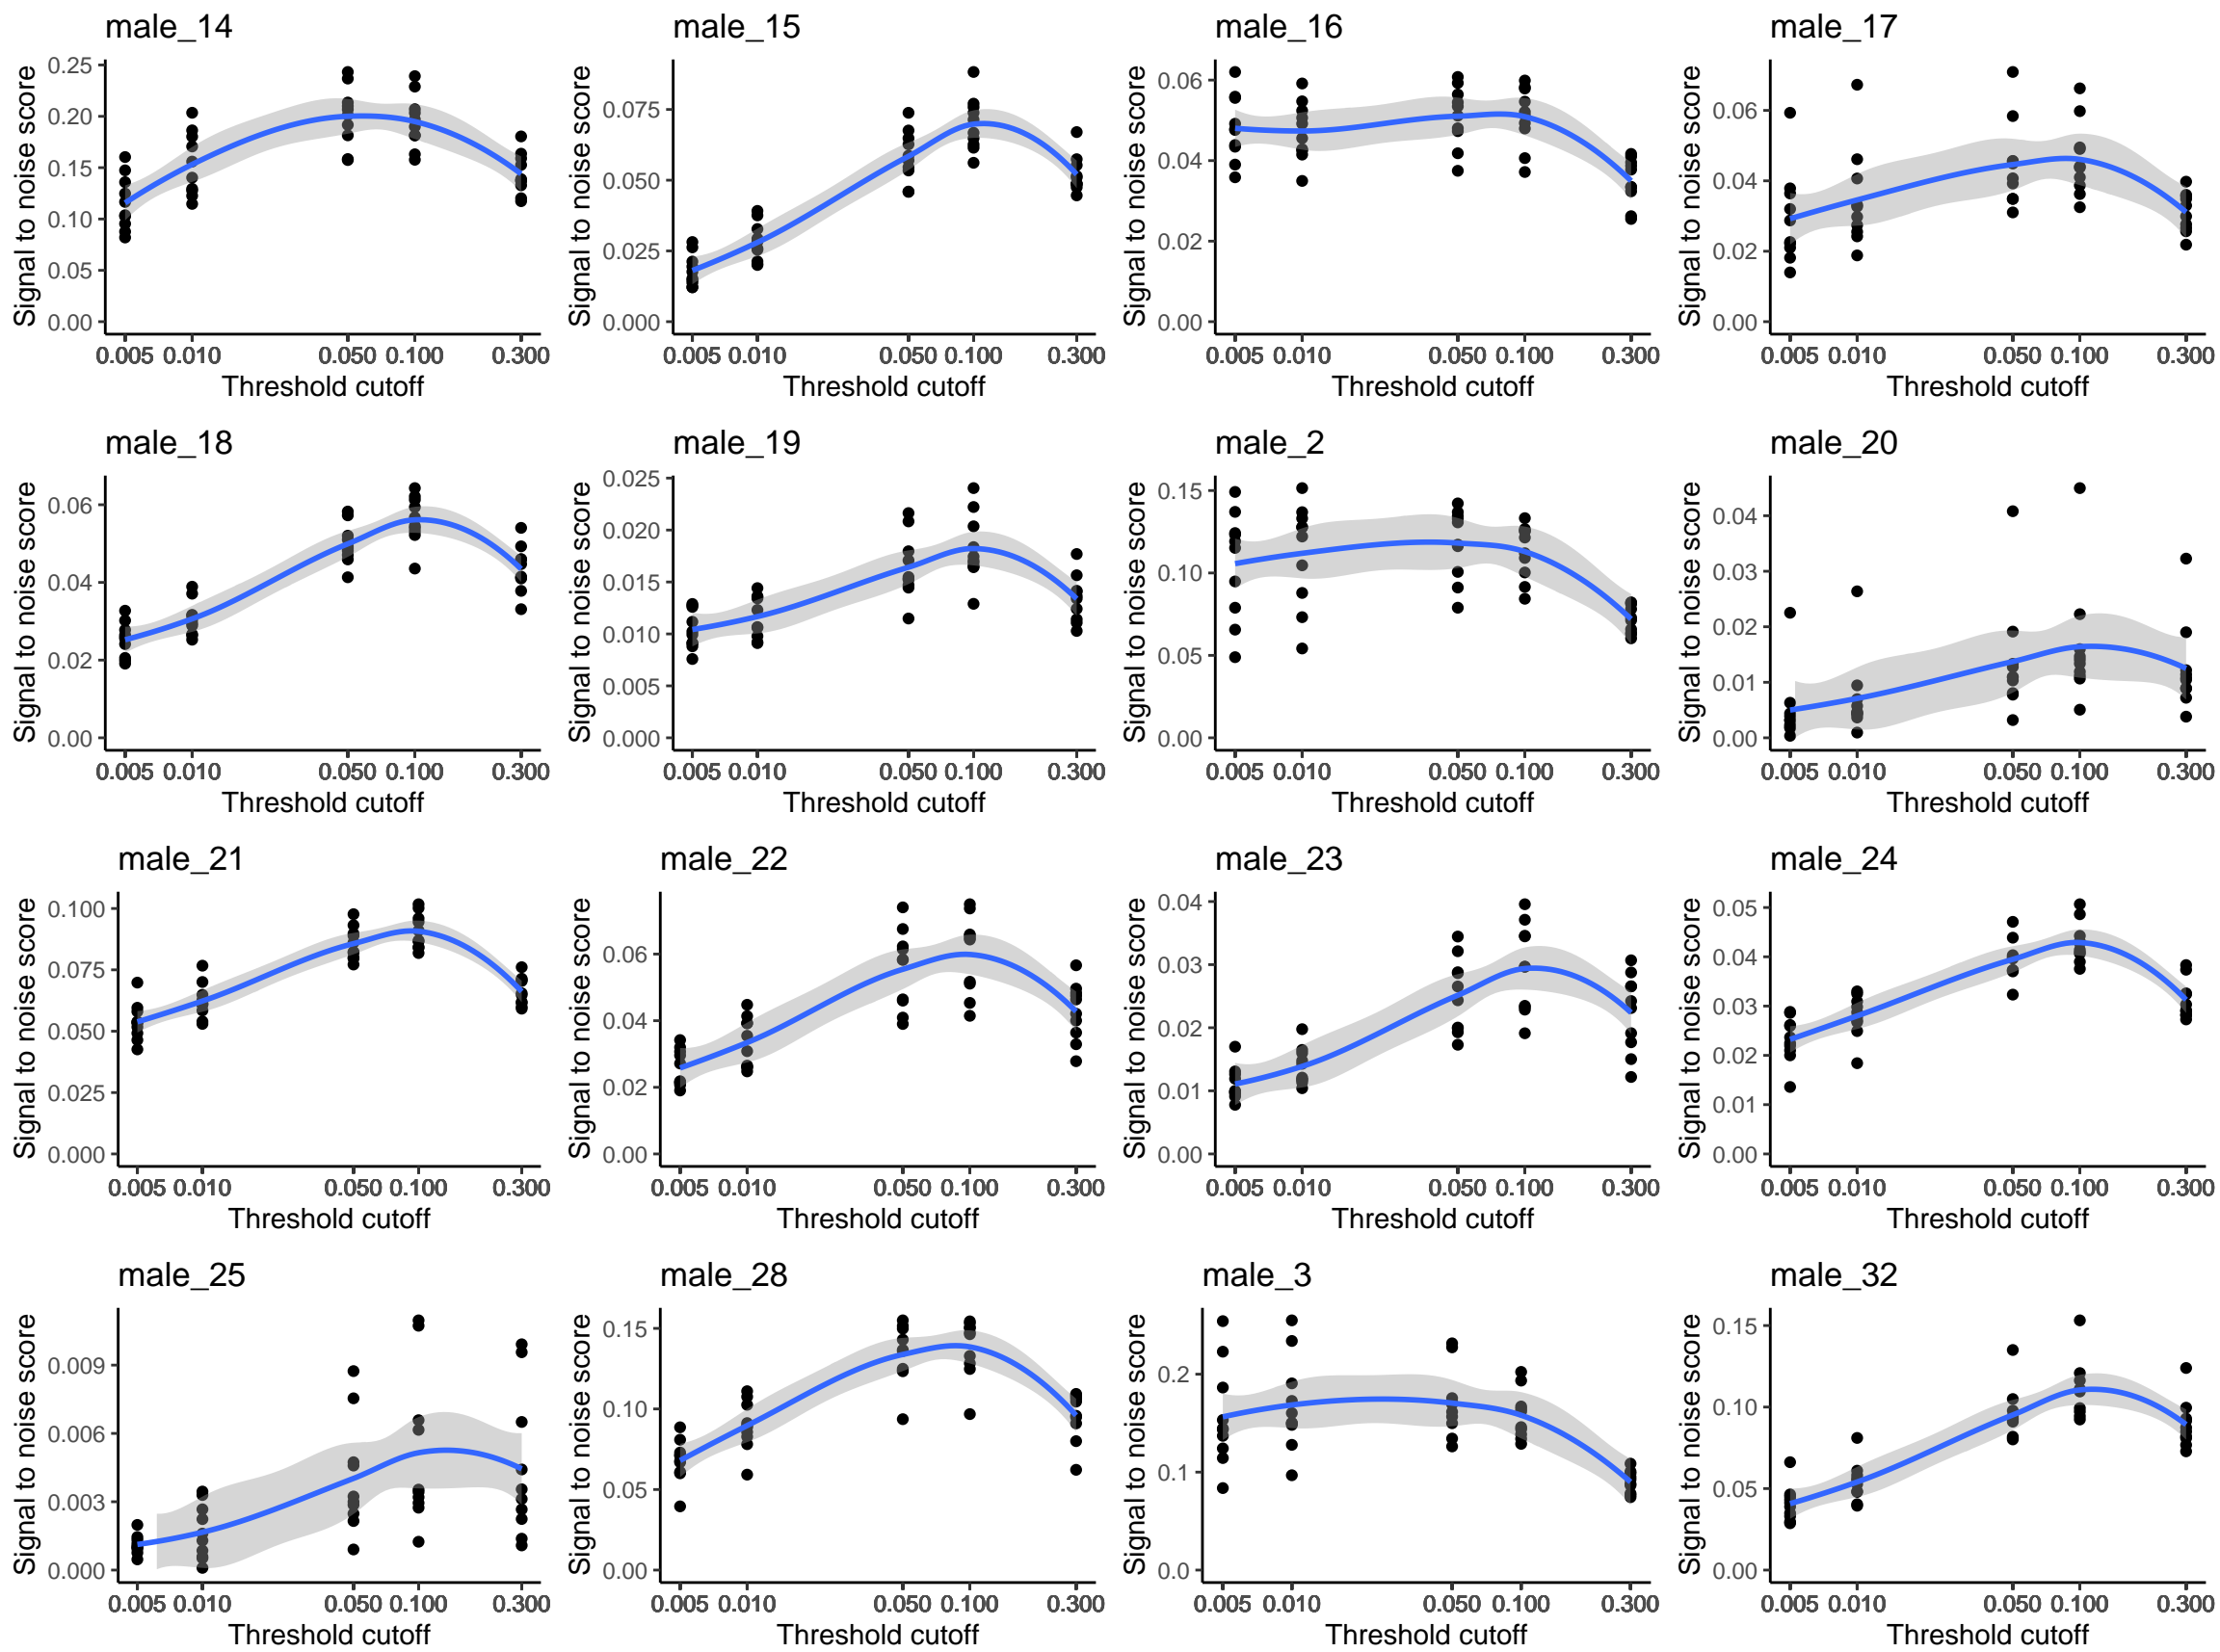 male_14
Signal to noise score
0.25
0.20
0.15
0.10
0.05
0.00
0.005 0.010 0.050 0.100 0.300
Threshold cutoff
male_15
Signal to noise score
0.075
0.050
0.025
0.000
0.005 0.010 0.050 0.100 0.300
Threshold cutoff
male_16
Signal to noise score
0.06
0.04
0.02
0.00
0.005 0.010 0.050 0.100 0.300
Threshold cutoff
male_17
Signal to noise score
0.06
0.04
0.02
0.00
0.005 0.010 0.050 0.100 0.300
Threshold cutoff
male_18
Signal to noise score
0.06
0.04
0.02
0.00
0.005 0.010 0.050 0.100 0.300
Threshold cutoff
male_19
Signal to noise score
0.025
0.020
0.015
0.010
0.005
0.000
0.005 0.010 0.050 0.100 0.300
Threshold cutoff
male_2
Signal to noise score
0.15
0.10
0.05
0.00
0.005 0.010 0.050 0.100 0.300
Threshold cutoff
male_20
Signal to noise score
0.04
0.03
0.02
0.01
0.00
0.005 0.010 0.050 0.100 0.300
Threshold cutoff
male_21
Signal to noise score
0.100
0.075
0.050
0.025
0.000
0.005 0.010 0.050 0.100 0.300
Threshold cutoff
male_22
Signal to noise score
0.06
0.04
0.02
0.00
0.005 0.010 0.050 0.100 0.300
Threshold cutoff
male_23
Signal to noise score
0.04
0.03
0.02
0.01
0.00
0.005 0.010 0.050 0.100 0.300
Threshold cutoff
male_24
Signal to noise score
0.05
0.04
0.03
0.02
0.01
0.00
0.005 0.010 0.050 0.100 0.300
Threshold cutoff
male_25
Signal to noise score
0.009
0.006
0.003
0.000
0.005 0.010 0.050 0.100 0.300
Threshold cutoff
male_28
Signal to noise score
0.15
0.10
0.05
0.00
0.005 0.010 0.050 0.100 0.300
Threshold cutoff
male_3
Signal to noise score
0.2
0.1
0.0
0.005 0.010 0.050 0.100 0.300
Threshold cutoff
male_32
Signal to noise score
0.15
0.10
0.05
0.00
0.005 0.010 0.050 0.100 0.300
Threshold cutoff